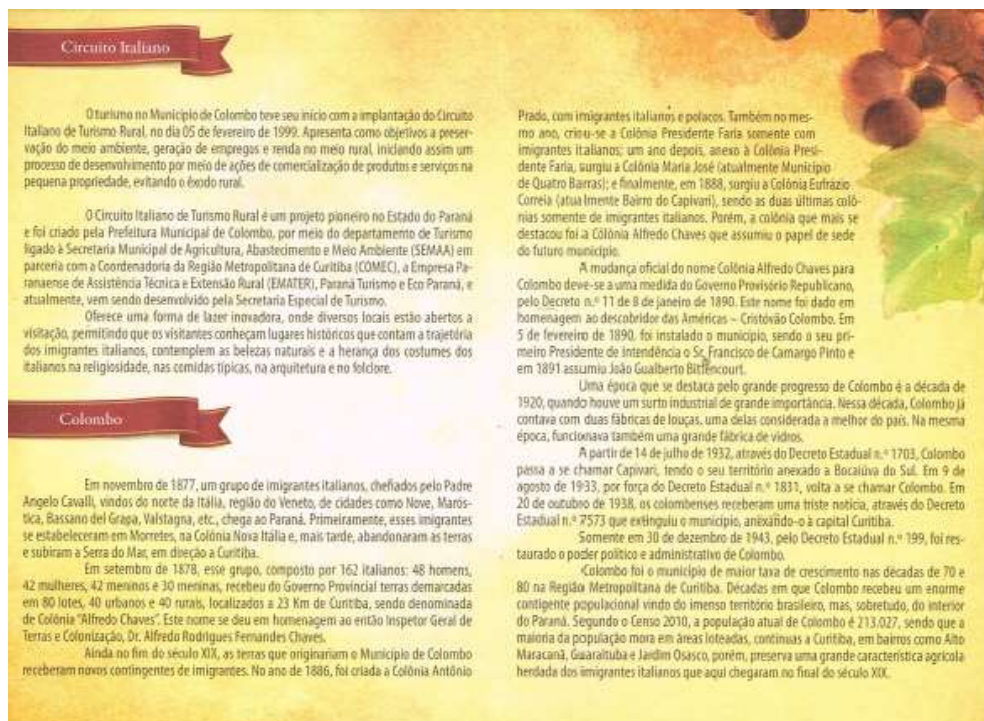 Circuito Italiano
O turismo no Município de Colombo teve seu início com a implantação do Circuito
Italiano de Turismo Rural, no dia 05 de fevereiro de 1999. Apresenta como objetivos a preser-
vação do meio ambiente, geração de empregos e renda no meio rural, iniciando assim um
processo de desenvolvimento por meio de ações de comercialização de produtos e serviços na
pequena propriedade, evitando o êxodo rural.
O Circuito Italiano de Turismo Rural é um projeto pioneiro no Estado do Paraná
e foi criado pela Prefeitura Municipal de Colombo, por meio do departamento de Turismo
ligado à Secretaria Municipal de Agricultura, Abastecimento e Meio Ambiente (SEMAA) em
parceria com a Coordenadoria da Região Metropolitana de Curitiba (COMEC), a Empresa Pa-
ranaense de Assistência Técnica e Extensão Rural (EMATER), Paraná Turismo e Eco Paraná, e
atualmente, vem sendo desenvolvido pela Secretaria Especial de Turismo.
Oferece uma forma de lazer inovadora, onde diversos locais estão abertos a
visitação, permitindo que os visitantes conheçam lugares históricos que contam a trajetória
dos imigrantes italianos, contemplem as belezas naturais e a herança dos costumes dos
italianos na religiosidade, nas comidas típicas, na arquitetura e no folclore.
Colombo
Em novembro de 1877, um grupo de imigrantes italianos, chefiados pelo Padre
Angelo Cavalli, vindos do norte da Itália, região do Veneto, de cidades como Nove, Maros-
tica, Bassano del Grapa, Valstagna, etc., chega ao Paraná. Primeiramente, esses imigrantes
se estabeleceram em Morretes, na Colônia Nova Itália e, mais tarde, abandonaram as terras
e subiram a Serra do Mar, em direção a Curitiba.
Em setembro de 1878, esse grupo, composto por 162 italianos: 48 homens,
42 mulheres, 42 meninos e 30 meninas, recebeu do Governo Provincial terras demarcadas
em 80 lotes, 40 urbanos e 40 rurais, localizados a 23 Km de Curitiba, sendo denominada
de Colônia "Alfredo Chaves". Este nome se deu em homenagem ao então Inspetor Geral de
Terras e Colonização, Dr. Alfredo Rodrigues Fernandes Chaves.
Ainda no fim do século XIX, as terras que originariam o Município de Colombo
receberam novos contingentes de imigrantes. No ano de 1886, foi criada a Colônia Antônio
Prado, com imigrantes italianos e polacos. Também no mes-
mo ano, criou-se a Colônia Presidente Faria somente com
imigrantes italianos; um ano depois, anexo à Colônia Presi-
dente Faria, surgiu a Colônia Maria José (atualmente Município
de Quatro Barras); e finalmente, em 1888, surgiu a Colônia Eufrázio
Correia (atualmente Bairro do Capivari), sendo as duas últimas colô-
nias somente de imigrantes italianos. Porém, a colônia que mais se
destacou foi a Colônia Alfredo Chaves que assumiu o papel de sede
do futuro município.
A mudança oficial do nome Colônia Alfredo Chaves para
Colombo deve-se a uma medida do Governo Provisório Republicano,
pelo Decreto n.º 11 de 8 de janeiro de 1890. Este nome foi dado em
homenagem ao descobridor das Américas – Cristóvão Colombo. Em
5 de fevereiro de 1890, foi instalado o município, sendo o seu pri-
meiro Presidente de Intendência o Sr. Francisco de Camargo Pinto e
em 1891 assumiu João Gualberto Bittencourt.
Uma época que se destaca pelo grande progresso de Colombo é a década de
1920, quando houve um surto industrial de grande importância. Nessa década, Colombo já
contava com duas fábricas de louças, uma delas considerada a melhor do país. Na mesma
época, funcionava também uma grande fábrica de vidros.
A partir de 14 de julho de 1932, através do Decreto Estadual n.º 1703, Colombo
passa a se chamar Capivari, tendo o seu território anexado a Bocaiúva do Sul. Em 9 de
agosto de 1933, por força do Decreto Estadual n.º 1831, volta a se chamar Colombo. Em
20 de outubro de 1938, os colombenses receberam uma triste notícia, através do Decreto
Estadual n.º 7573 que extinguiu o município, anexando-o à capital Curitiba.
Somente em 30 de dezembro de 1943, pelo Decreto Estadual n.º 199, foi res-
taurado o poder político e administrativo de Colombo.
Colombo foi o município de maior taxa de crescimento nas décadas de 70 e
80 na Região Metropolitana de Curitiba. Décadas em que Colombo recebeu um enorme
contigente populacional vindo do imenso território brasileiro, mas, sobretudo, do interior
do Paraná. Segundo o Censo 2010, a população atual de Colombo é 213.027, sendo que a
maioria da população mora em áreas loteadas, contínuas a Curitiba, em bairros como Alto
Maracanã, Guaraituba e Jardim Osasco, porém, preserva uma grande característica agrícola
herdada dos imigrantes italianos que aqui chegaram no final do século XIX.